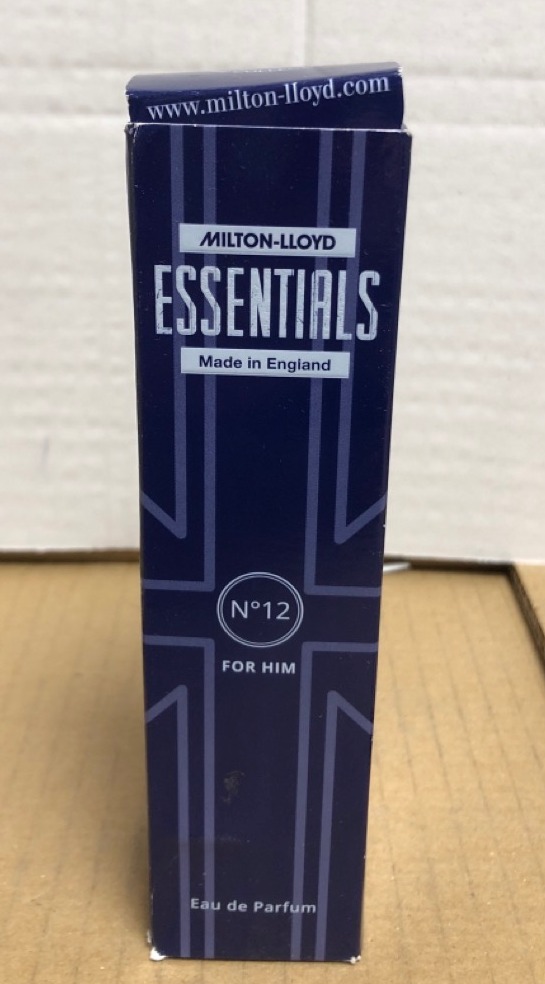 www.milton-lloyd.com
MILTON-LLOYD
ESSENTIALS
Made in England
N°12
FOR HIM
Eau de Parfum